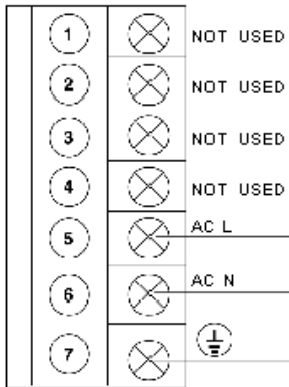 1 NOT USED
2 NOT USED
3 NOT USED
4 NOT USED
5 AC L
6 AC N
7